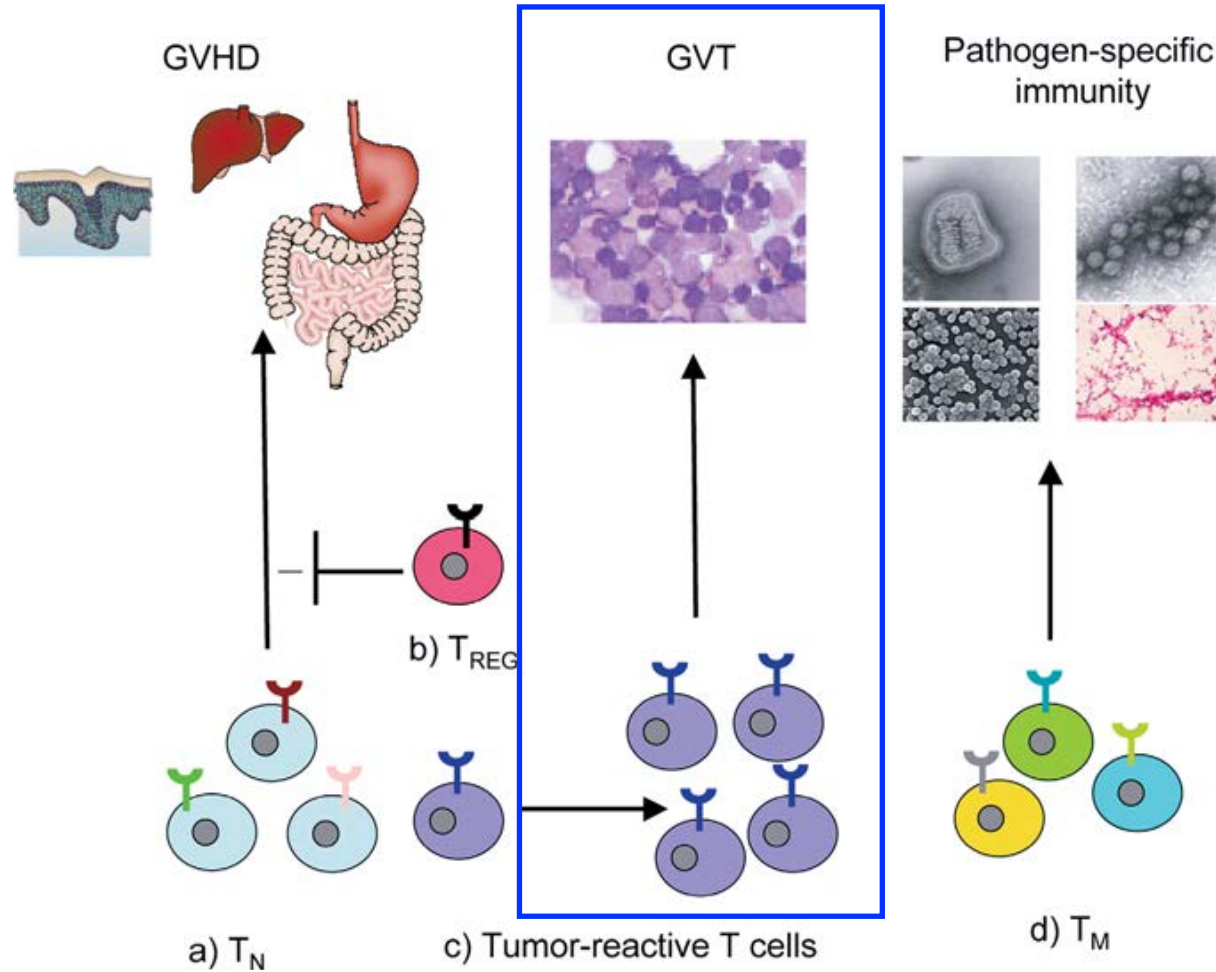 GVHD
GVT
Pathogen-specific
immunity
b) TREG
a) TN
c) Tumor-reactive T cells
d) TM